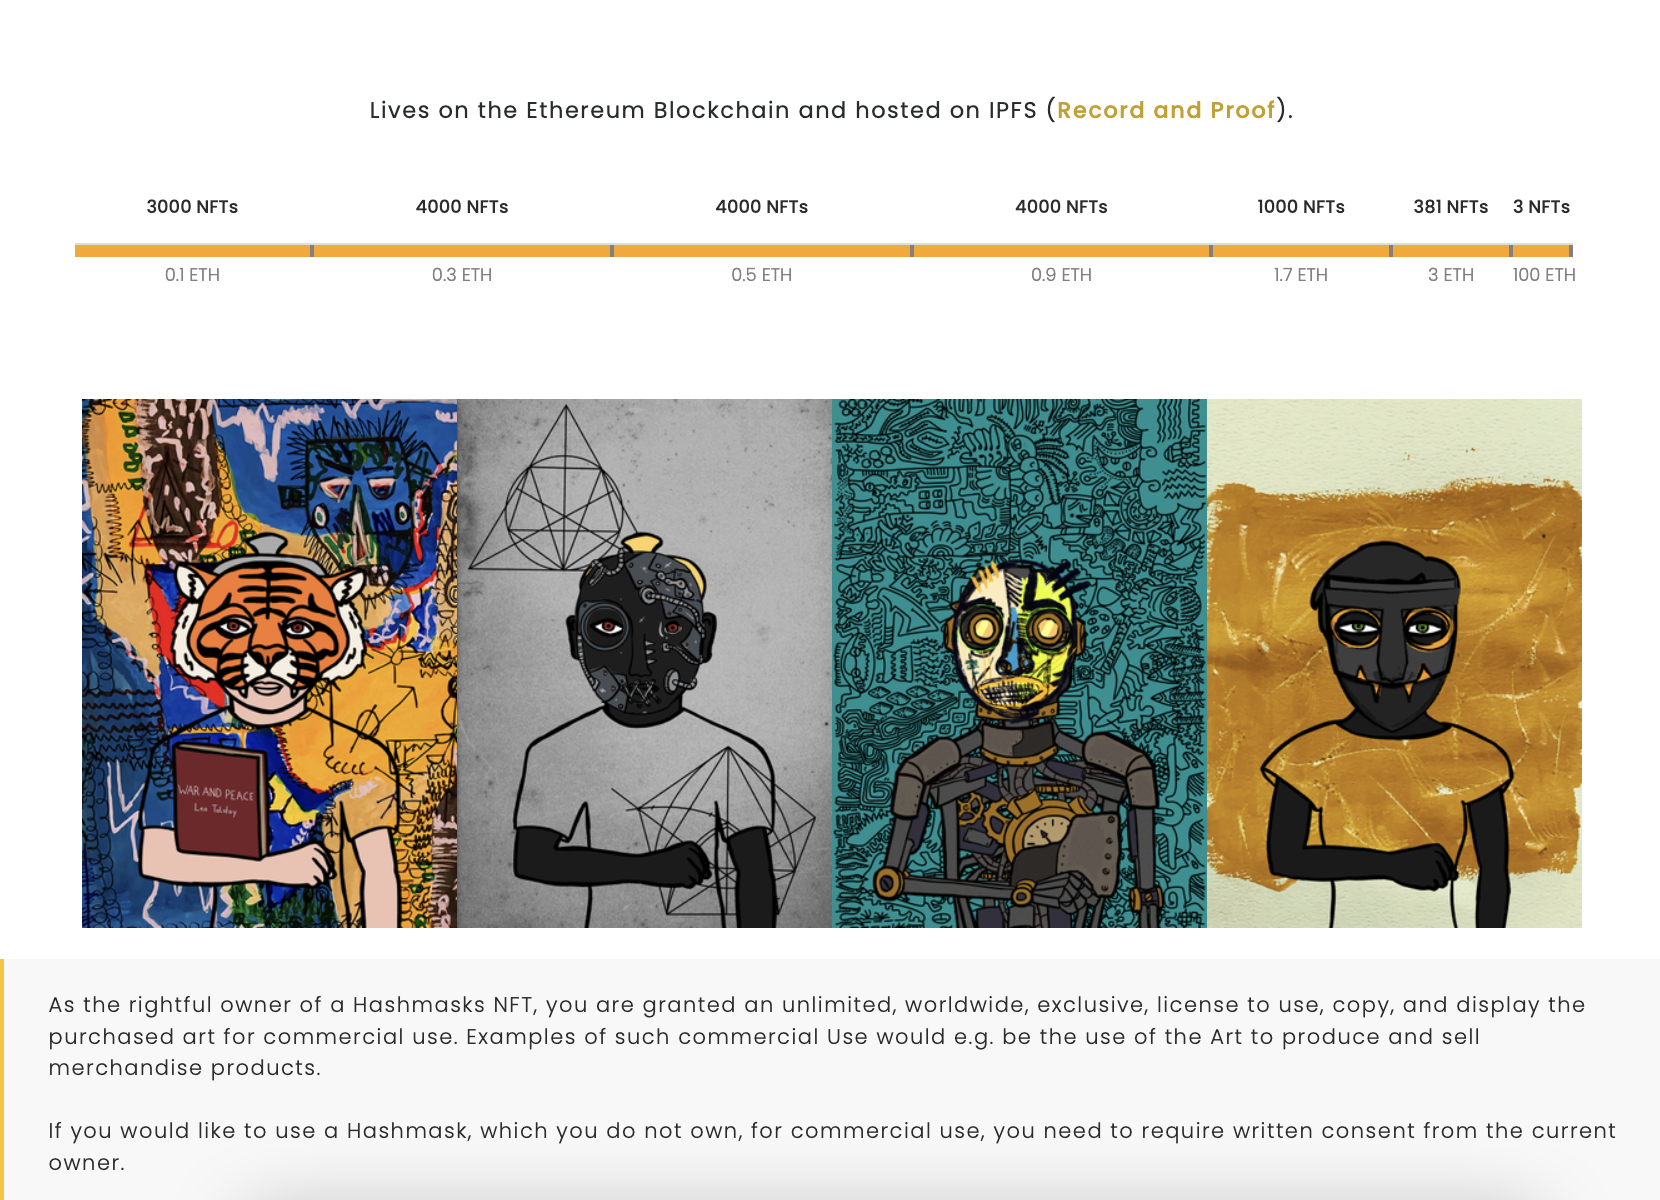 Lives on the Ethereum Blockchain and hosted on IPFS (Record and Proof).
3000 NFTs 4000 NFTs 4000 NFTs 4000 NFTs 1000 NFTs 381 NFTs 3 NFTs
0.1 ETH 0.3 ETH 0.5 ETH 0.9 ETH 1.7 ETH 3 ETH 100 ETH
WAR AND PEACE
Leo Tolstoy
As the rightful owner of a Hashmasks NFT, you are granted an unlimited, worldwide, exclusive, license to use, copy, and display the
purchased art for commercial use. Examples of such commercial Use would e.g. be the use of the Art to produce and sell
merchandise products.
If you would like to use a Hashmask, which you do not own, for commercial use, you need to require written consent from the current
owner.